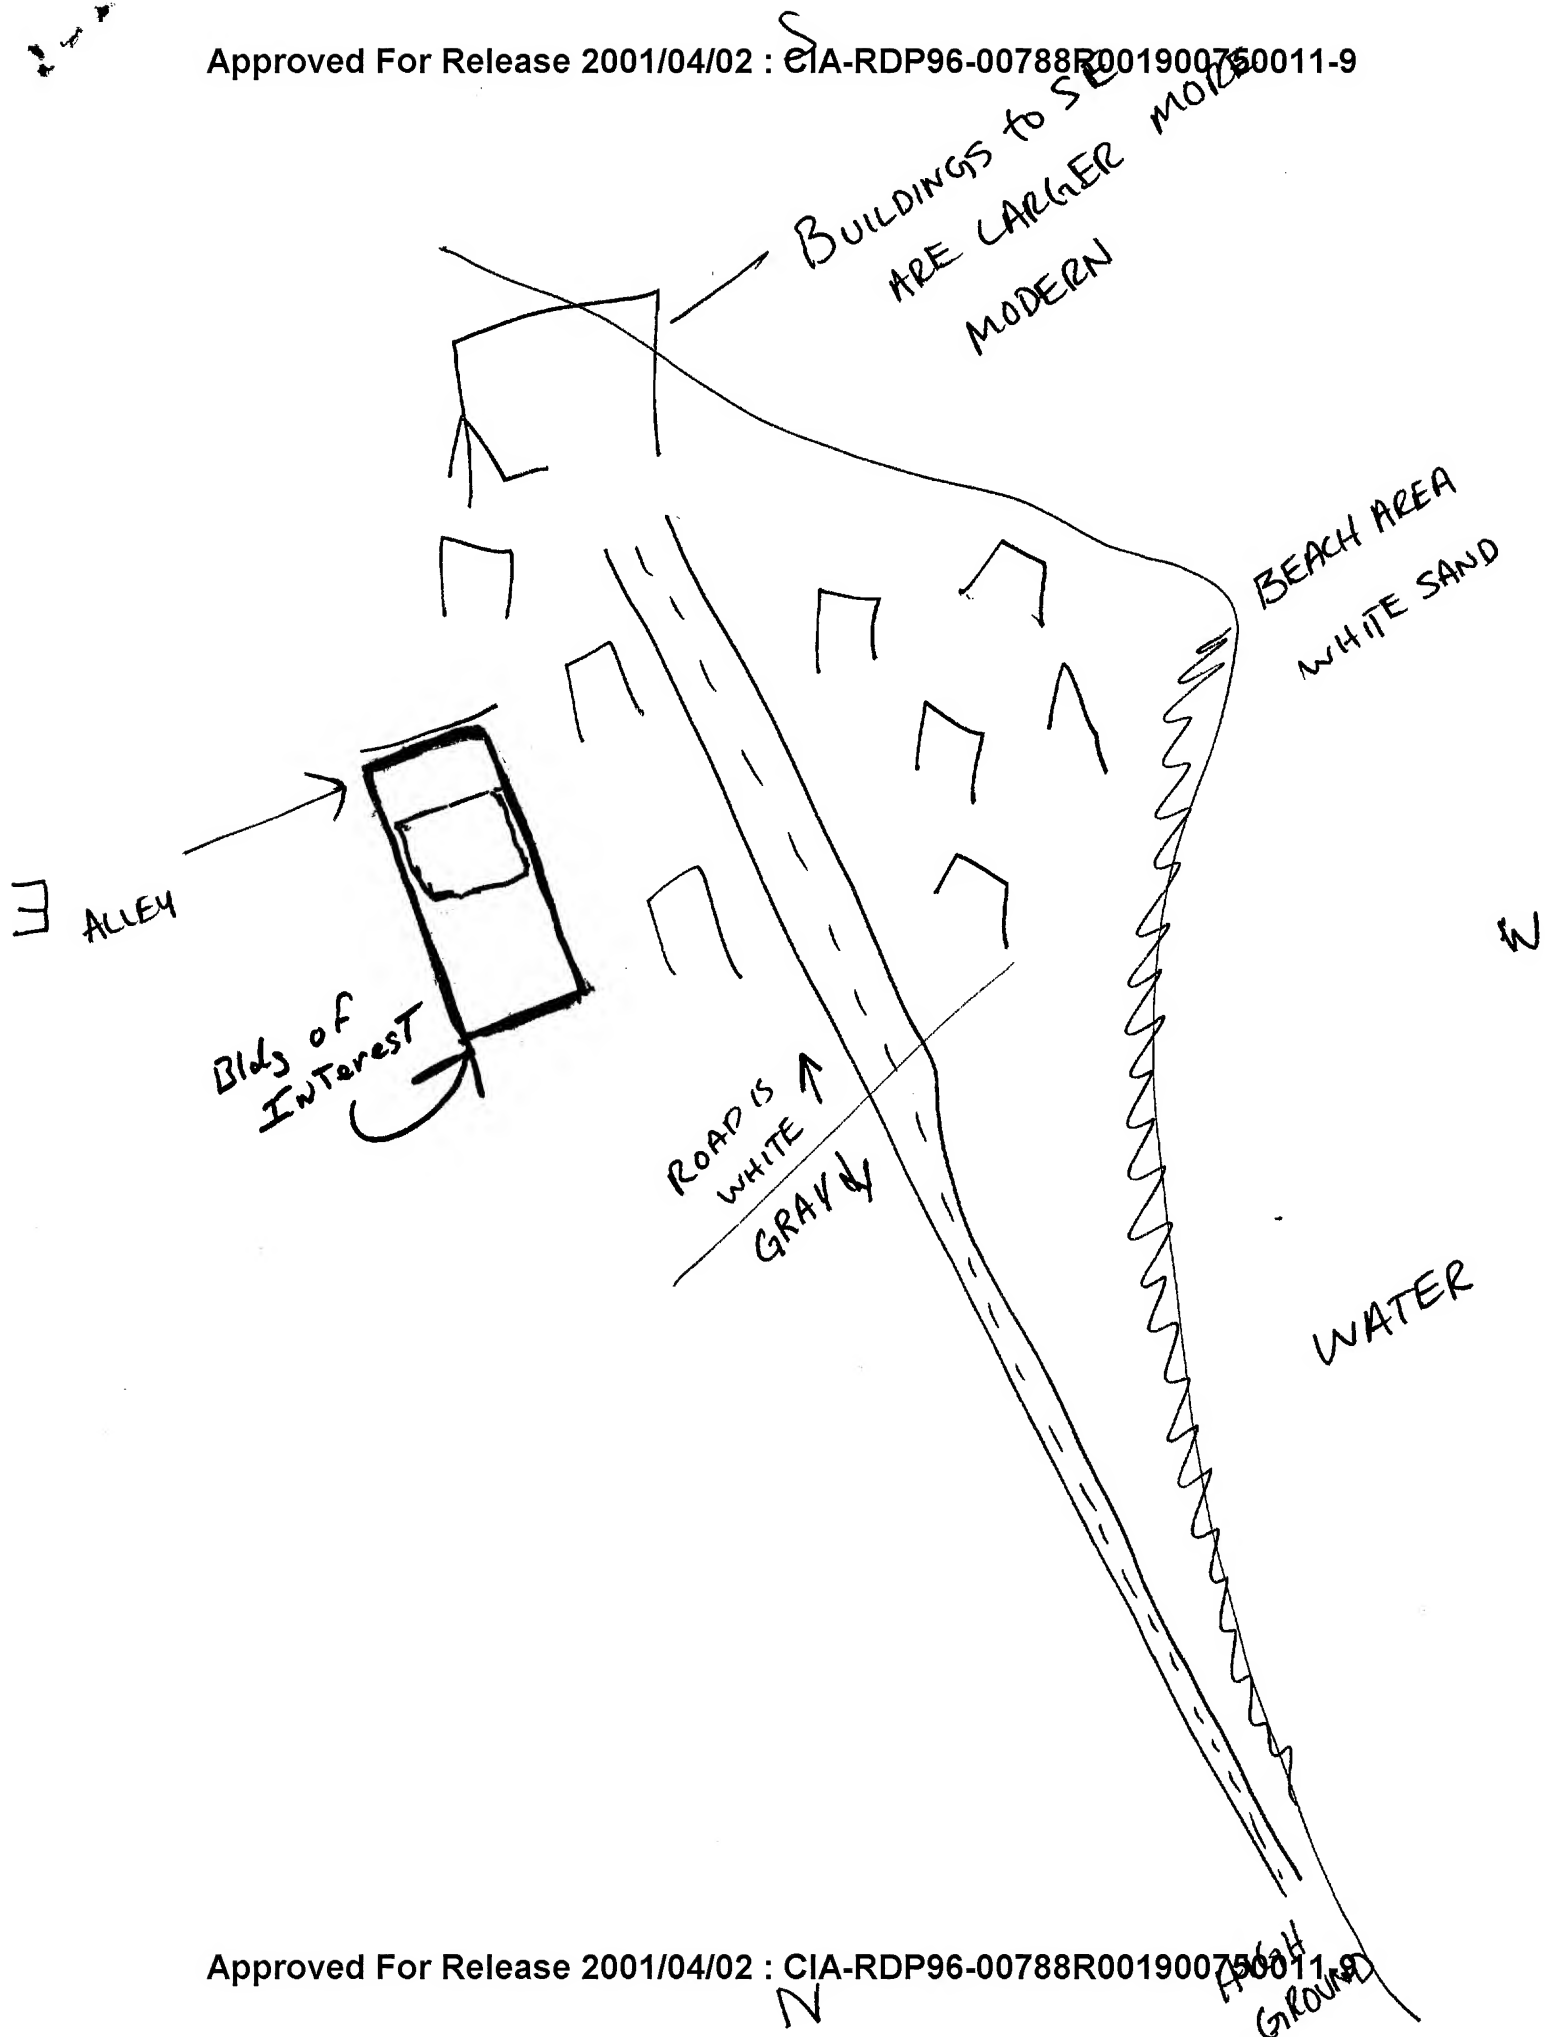 S
Approved For Release 2001/04/02 : CIA-RDP96-00788R001900750011-9
BUILDINGS to SE
ARE LARGER MORE
MODERN
BEACH AREA
WHITE SAND
E
ALLEY
W
Bldg of
INTeresT
ROAD IS
WHITE
GRAY
WATER
Approved For Release 2001/04/02 : CIA-RDP96-00788R001900750011-9
N
HIGH
GROUND